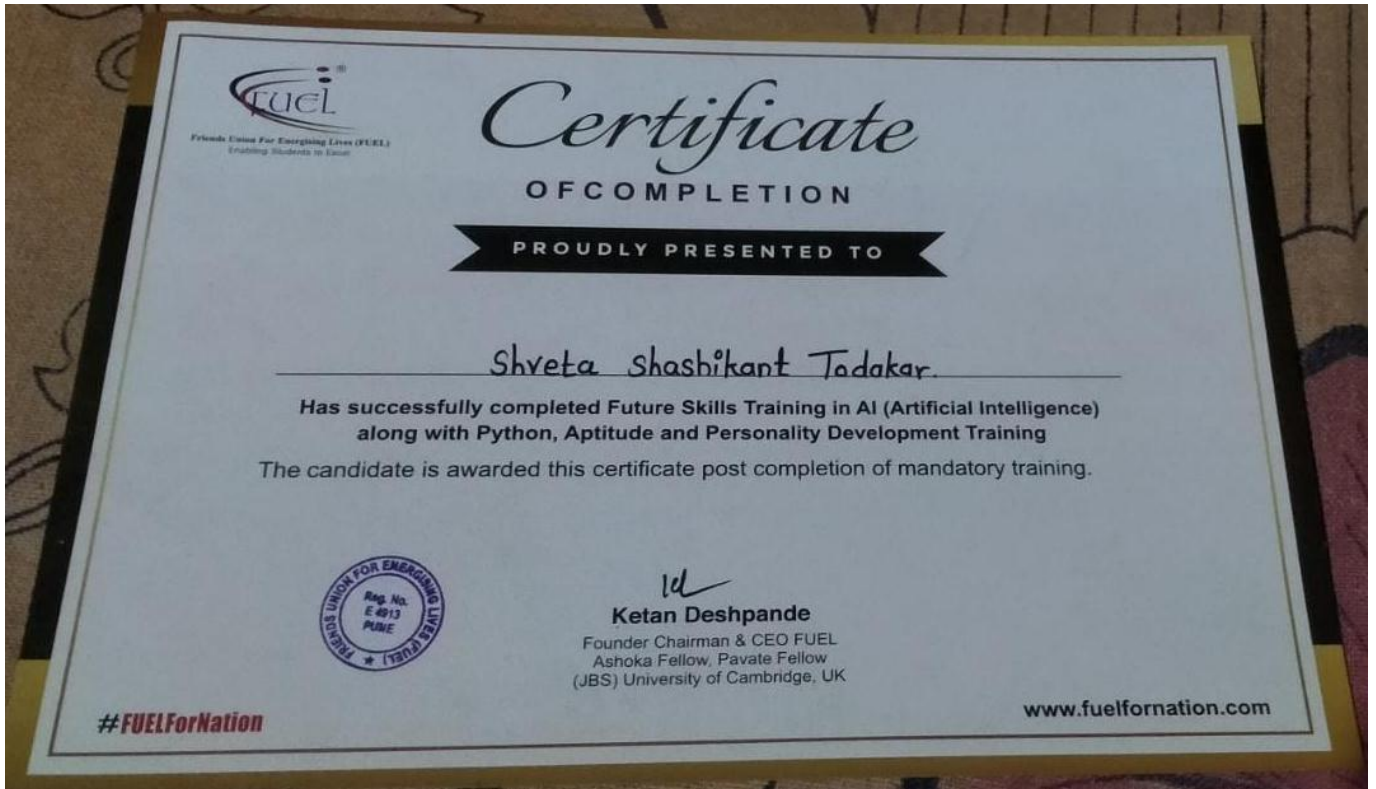 FUEL®
Friends Union For Energising Lives (FUEL)
Enabling Students to Excel
Certificate
OFCOMPLETION
PROUDLY PRESENTED TO
Shveta Shashikant Todakar.
Has successfully completed Future Skills Training in AI (Artificial Intelligence)
along with Python, Aptitude and Personality Development Training
The candidate is awarded this certificate post completion of mandatory training.
FRIENDS UNION FOR ENERGISING LIVES (FUEL) ★
Reg. No.
E 4913
PUNE
Ketan Deshpande
Founder Chairman & CEO FUEL
Ashoka Fellow, Pavate Fellow
(JBS) University of Cambridge, UK
#FUELForNation
www.fuelfornation.com